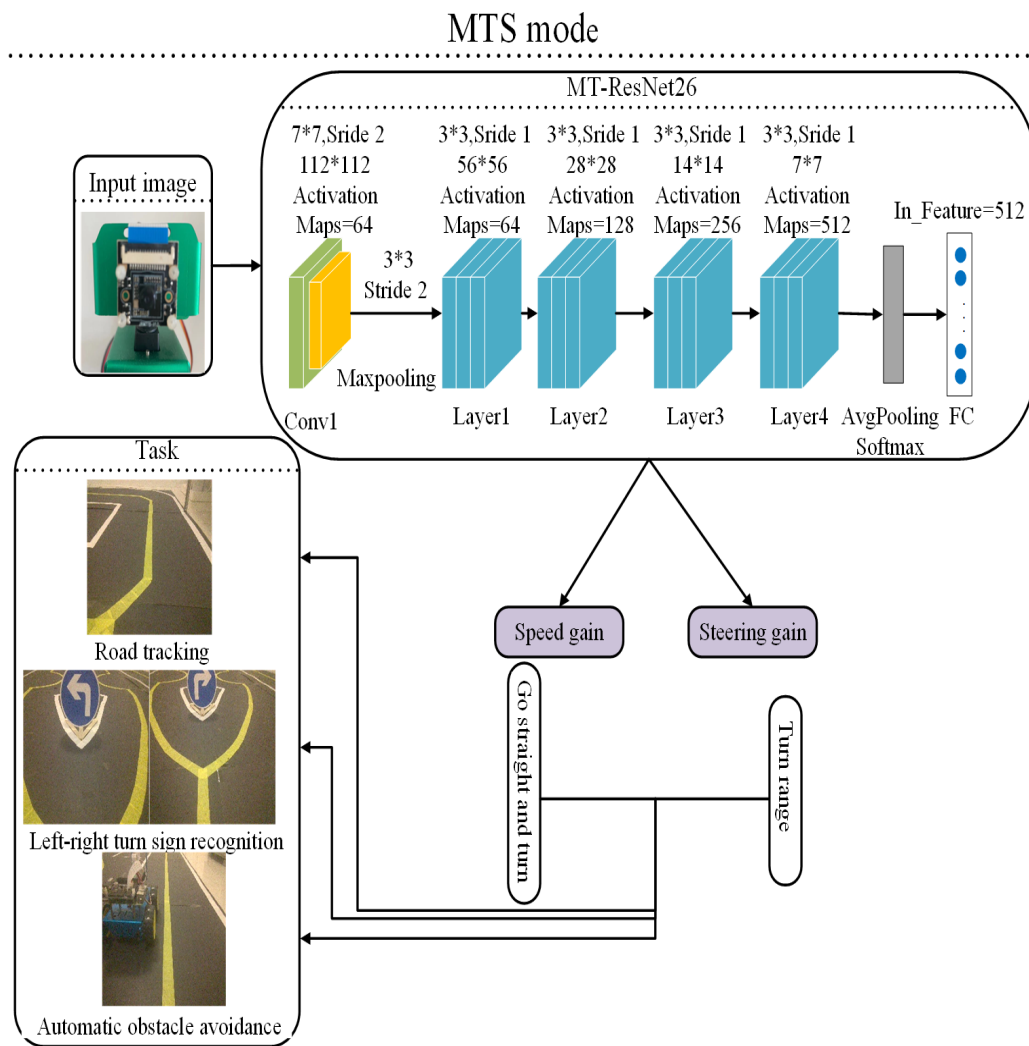 MTS mode
MT-ResNet26
7*7,Sride 2
112*112
Activation
Maps=64
3*3,Sride 1
56*56
Activation
Maps=64
3*3,Sride 1
28*28
Activation
Maps=128
3*3,Sride 1
14*14
Activation
Maps=256
3*3,Sride 1
7*7
Activation
Maps=512
In_Feature=512
Input image
3*3
Stride 2
Maxpooling
Conv1
Layer1
Layer2
Layer3
Layer4
AvgPooling
Softmax
FC
Task
Road tracking
Left-right turn sign recognition
Automatic obstacle avoidance
Speed gain
Steering gain
Go straight and turn
Turn range